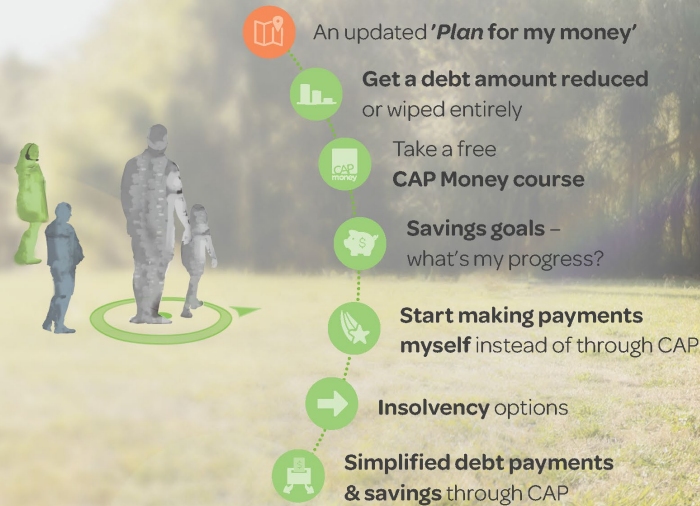 An updated 'Plan for my money'
Get a debt amount reduced
or wiped entirely
Take a free
CAP Money course
CAP
money
Savings goals –
what's my progress?
Start making payments
myself instead of through CAP
Insolvency options
Simplified debt payments
& savings through CAP